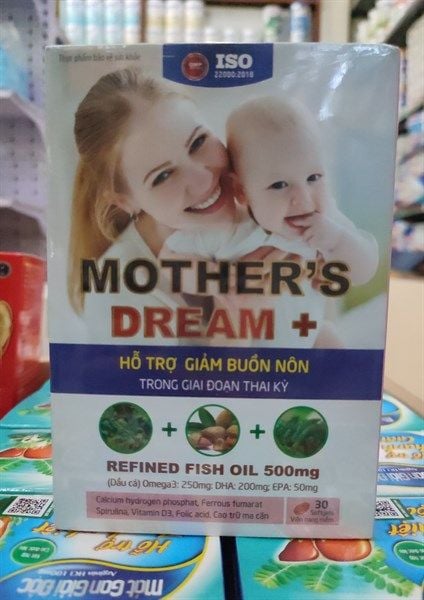 Thực phẩm bảo vệ sức khỏe
ISO
22000:2018
MOTHER'S
DREAM +
HỖ TRỢ GIẢM BUỒN NÔN
TRONG GIAI ĐOẠN THAI KỲ
REFINED FISH OIL 500mg
(Dầu cá) Omega3: 250mg; DHA: 200mg; EPA: 50mg
Calcium hydrogen phosphat, Ferrous fumarat
Spirulina, Vitamin D3, Folic acid, Cao trữ ma căn
30
Softgels
Viên nang mềm
Mát Gan Giải Độc